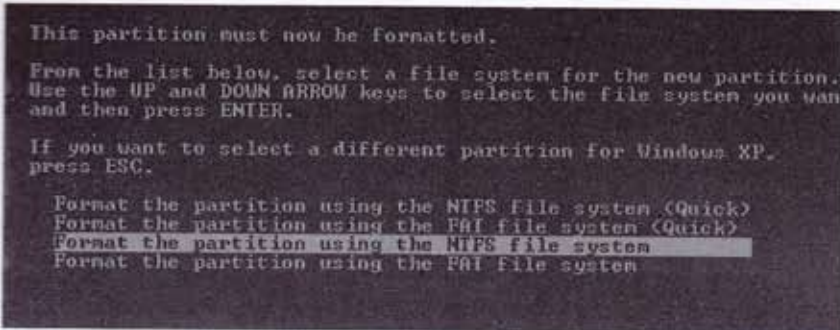 This partition must now be formatted.
From the list below, select a file system for the new partition.
Use the UP and DOWN ARROW keys to select the file system you wan
and then press ENTER.
If you want to select a different partition for Windows XP,
press ESC.
Format the partition using the NTFS file system (Quick)
Format the partition using the FAT file system (Quick)
Format the partition using the NTFS file system
Format the partition using the FAT file system